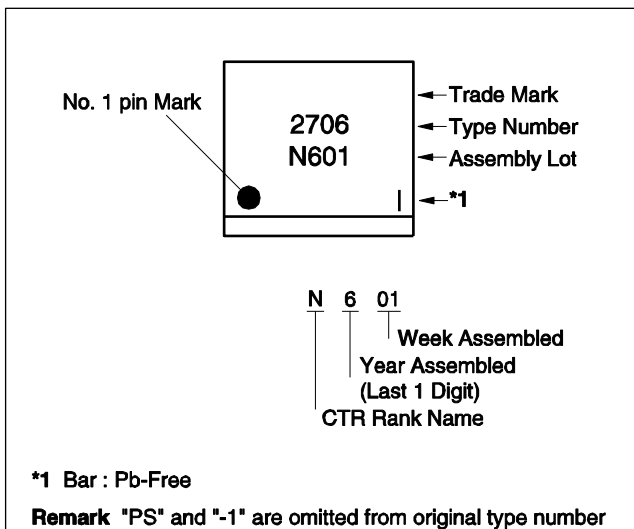 No. 1 pin Mark
2706
N601
Trade Mark
Type Number
Assembly Lot
*1
N 6 01
Week Assembled
Year Assembled
(Last 1 Digit)
CTR Rank Name
*1 Bar : Pb-Free
Remark "PS" and "-1" are omitted from original type number